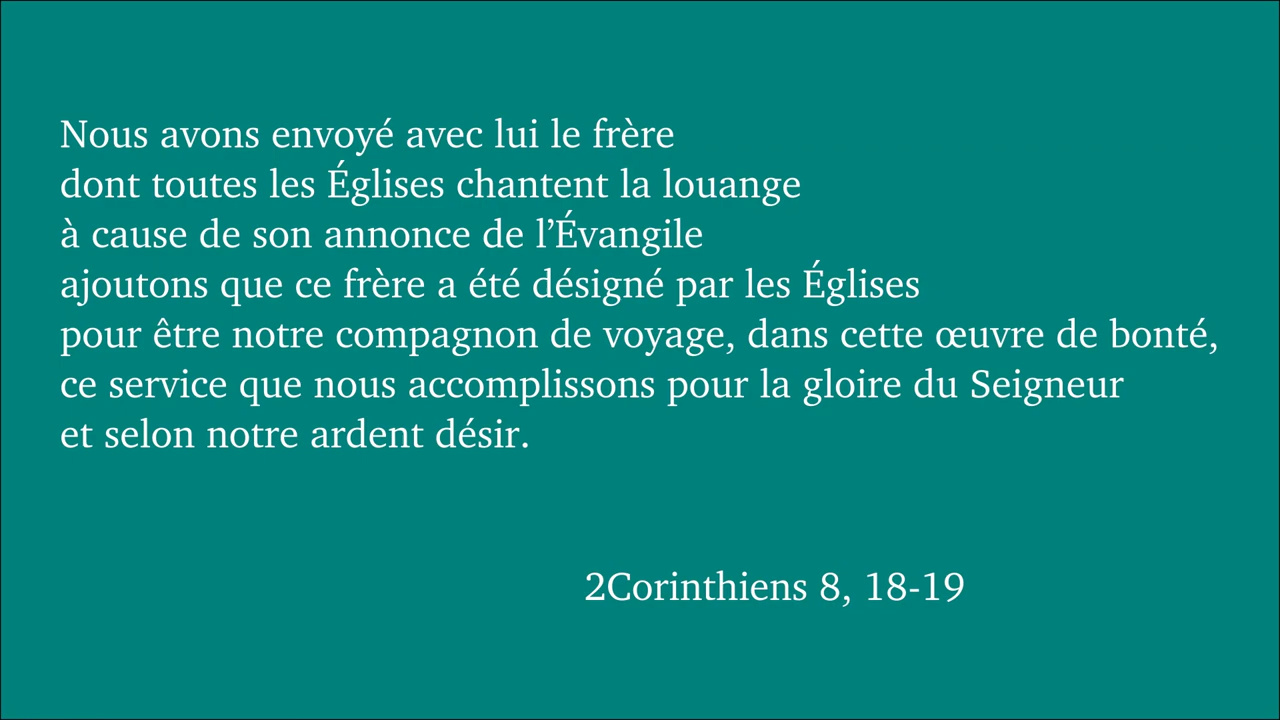 Nous avons envoyé avec lui le frère
dont toutes les Églises chantent la louange
à cause de son annonce de l’Évangile
ajoutons que ce frère a été désigné par les Églises
pour être notre compagnon de voyage, dans cette œuvre de bonté,
ce service que nous accomplissons pour la gloire du Seigneur
et selon notre ardent désir.
2Corinthiens 8, 18-19